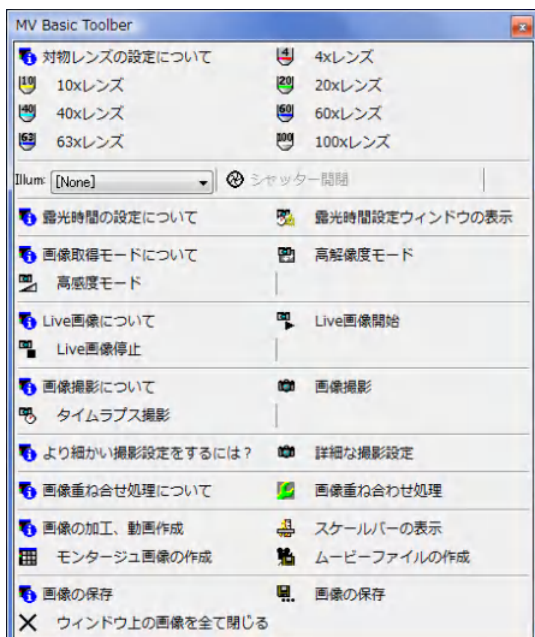 MV Basic Toolber
対物レンズの設定について 4xレンズ
10xレンズ 20xレンズ
40xレンズ 60xレンズ
63xレンズ 100xレンズ
Illum: [None] シャッター開閉
露光時間の設定について 露光時間設定ウィンドウの表示
画像取得モードについて 高解像度モード
高感度モード
Live画像について Live画像開始
Live画像停止
画像撮影について 画像撮影
タイムラプス撮影
より細かい撮影設定をするには? 詳細な撮影設定
画像重ね合せ処理について 画像重ね合わせ処理
画像の加工、動画作成 スケールバーの表示
モンタージュ画像の作成 ムービーファイルの作成
画像の保存 画像の保存
ウィンドウ上の画像を全て閉じる